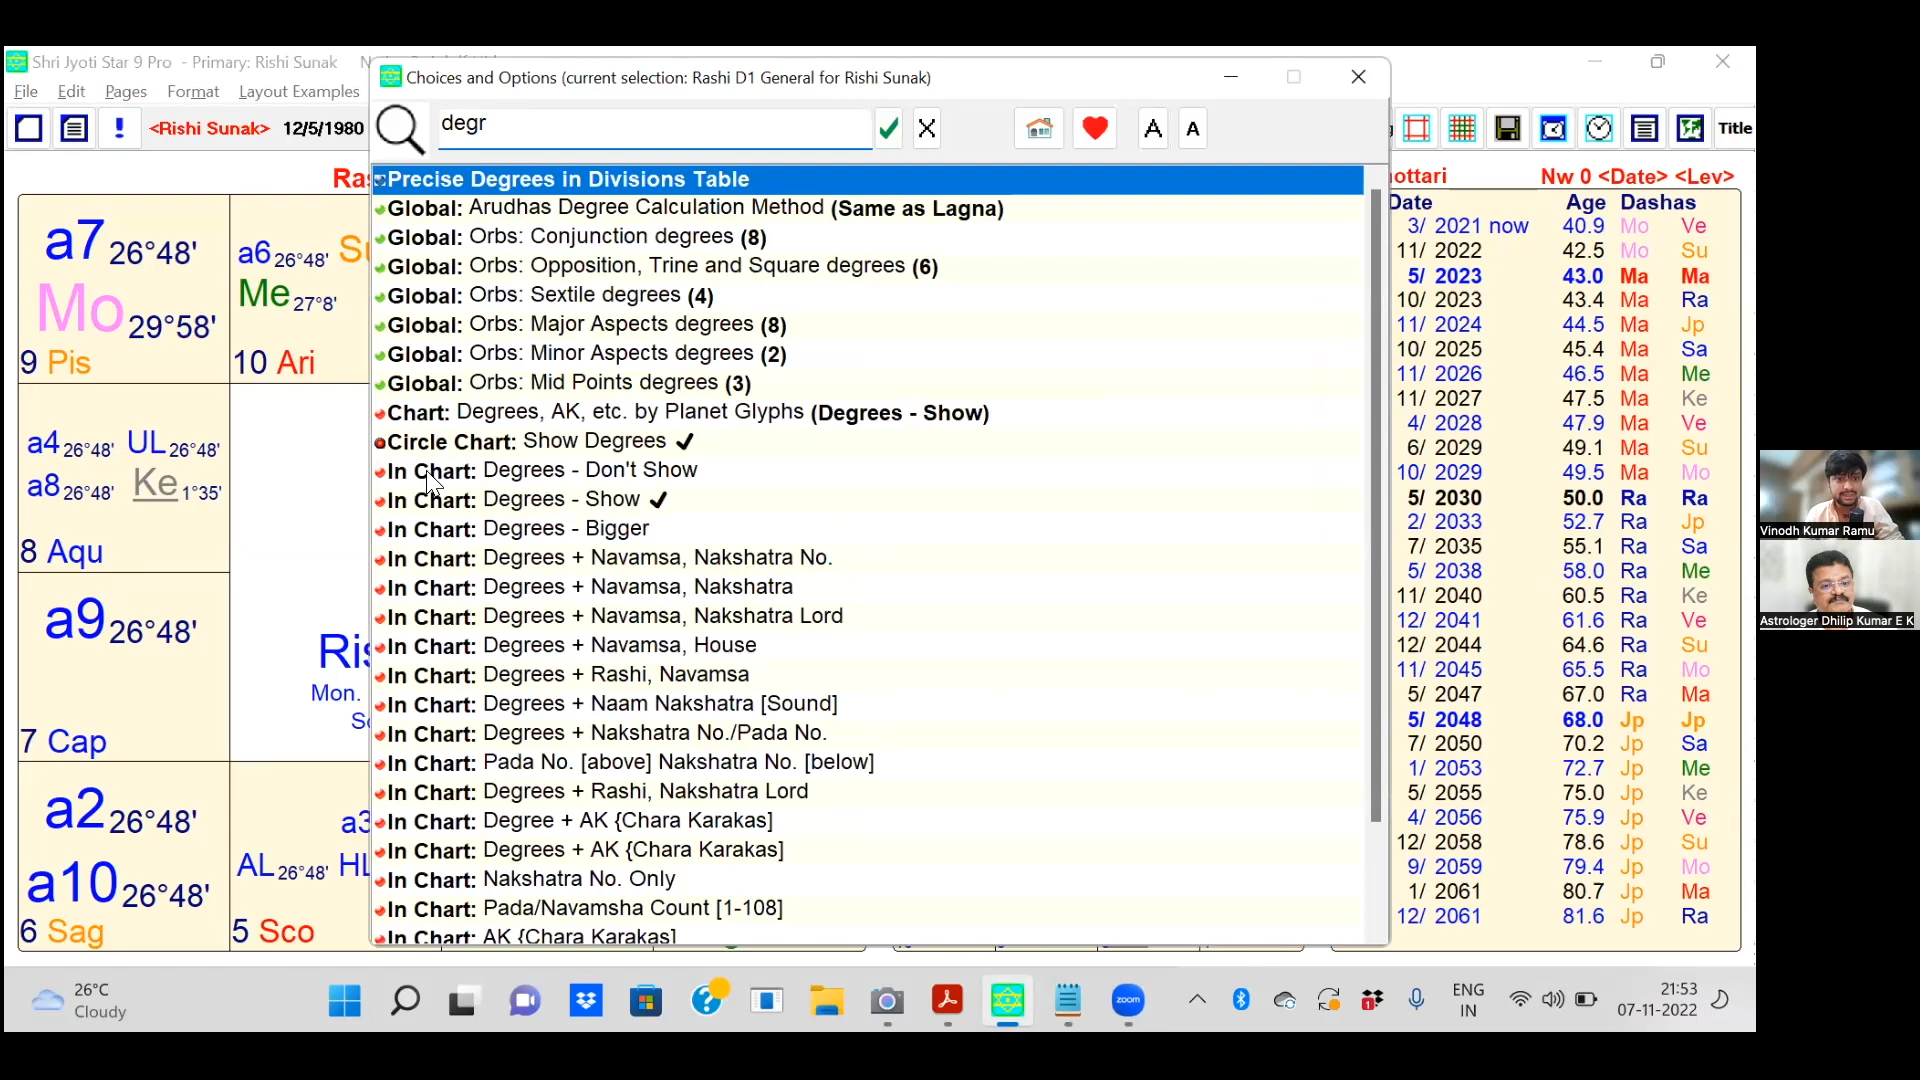 Shri Jyoti Star 9 Pro - Primary: Rishi Sunak
Choices and Options (current selection: Rashi D1 General for Rishi Sunak)
File Edit Pages Format Layout Examples
<Rishi Sunak> 12/5/1980
degr
A A
Title
Precise Degrees in Divisions Table
Global: Arudhas Degree Calculation Method (Same as Lagna)
Global: Orbs: Conjunction degrees (8)
Global: Orbs: Opposition, Trine and Square degrees (6)
Global: Orbs: Sextile degrees (4)
Global: Orbs: Major Aspects degrees (8)
Global: Orbs: Minor Aspects degrees (2)
Global: Orbs: Mid Points degrees (3)
Chart: Degrees, AK, etc. by Planet Glyphs (Degrees - Show)
Circle Chart: Show Degrees ✔
In Chart: Degrees - Don't Show
In Chart: Degrees - Show ✔
In Chart: Degrees - Bigger
In Chart: Degrees + Navamsa, Nakshatra No.
In Chart: Degrees + Navamsa, Nakshatra
In Chart: Degrees + Navamsa, Nakshatra Lord
In Chart: Degrees + Navamsa, House
In Chart: Degrees + Rashi, Navamsa
In Chart: Degrees + Naam Nakshatra [Sound]
In Chart: Degrees + Nakshatra No./Pada No.
In Chart: Pada No. [above] Nakshatra No. [below]
In Chart: Degrees + Rashi, Nakshatra Lord
In Chart: Degree + AK {Chara Karakas]
In Chart: Degrees + AK {Chara Karakas]
In Chart: Nakshatra No. Only
In Chart: Pada/Navamsha Count [1-108]
In Chart: AK {Chara Karakas]
Ras
a7 26°48'
Mo 29°58'
9 Pis
a6 26°48' Su
Me 27°8'
10 Ari
a4 26°48' UL 26°48'
a8 26°48' Ke 1°35'
8 Aqu
a9 26°48'
7 Cap
Ris
Mon.
a2 26°48'
a10 26°48'
6 Sag
a3
AL 26°48' HL
5 Sco
ottari Nw 0 <Date> <Lev>
Date Age Dashas
3/ 2021 now 40.9 Mo Ve
11/ 2022 42.5 Mo Su
5/ 2023 43.0 Ma Ma
10/ 2023 43.4 Ma Ra
11/ 2024 44.5 Ma Jp
10/ 2025 45.4 Ma Sa
11/ 2026 46.5 Ma Me
11/ 2027 47.5 Ma Ke
4/ 2028 47.9 Ma Ve
6/ 2029 49.1 Ma Su
10/ 2029 49.5 Ma Mo
5/ 2030 50.0 Ra Ra
2/ 2033 52.7 Ra Jp
7/ 2035 55.1 Ra Sa
5/ 2038 58.0 Ra Me
11/ 2040 60.5 Ra Ke
12/ 2041 61.6 Ra Ve
12/ 2044 64.6 Ra Su
11/ 2045 65.5 Ra Mo
5/ 2047 67.0 Ra Ma
5/ 2048 68.0 Jp Jp
7/ 2050 70.2 Jp Sa
1/ 2053 72.7 Jp Me
5/ 2055 75.0 Jp Ke
4/ 2056 75.9 Jp Ve
12/ 2058 78.6 Jp Su
9/ 2059 79.4 Jp Mo
1/ 2061 80.7 Jp Ma
12/ 2061 81.6 Jp Ra
Vinodh Kumar Ramu
Astrologer Dhilip Kumar E K
26°C
Cloudy
zoom
1
ENG
IN
21:53
07-11-2022